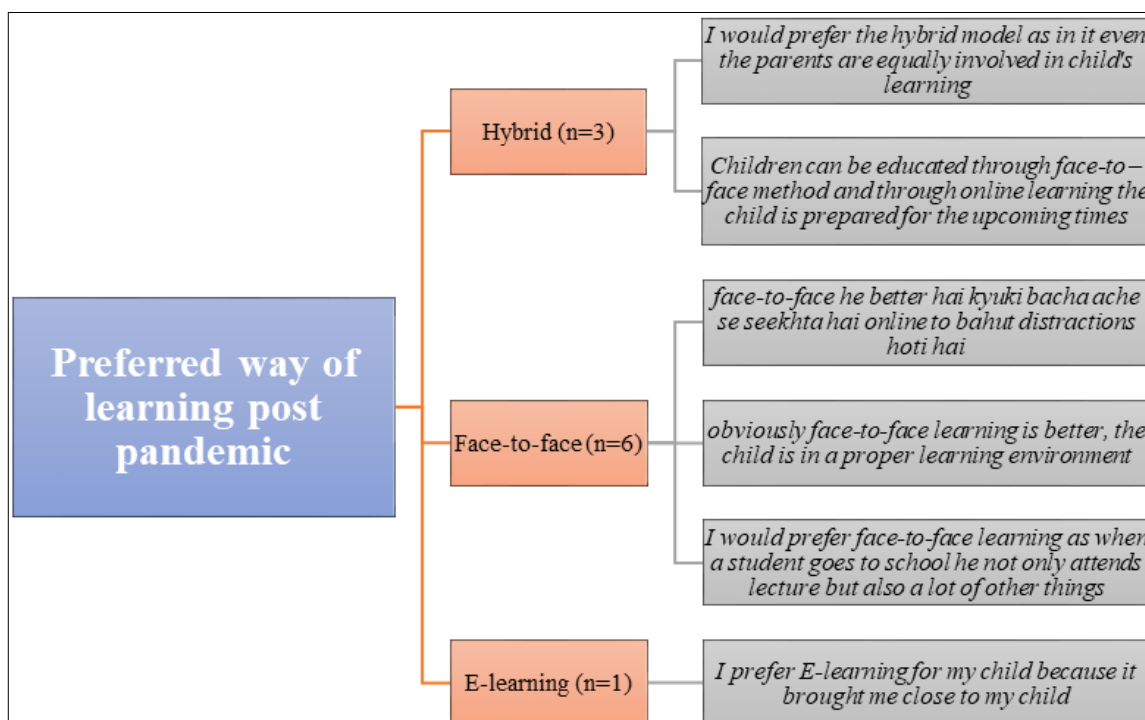 Preferred way of
learning post
pandemic
Hybrid (n=3)
I would prefer the hybrid model as in it even
the parents are equally involved in child's
learning
Children can be educated through face-to–
face method and through online learning the
child is prepared for the upcoming times
Face-to-face (n=6)
face-to-face he better hai kyuki bacha ache
se seekhta hai online to bahut distractions
hoti hai
obviously face-to-face learning is better, the
child is in a proper learning environment
I would prefer face-to-face learning as when
a student goes to school he not only attends
lecture but also a lot of other things
E-learning (n=1)
I prefer E-learning for my child because it
brought me close to my child